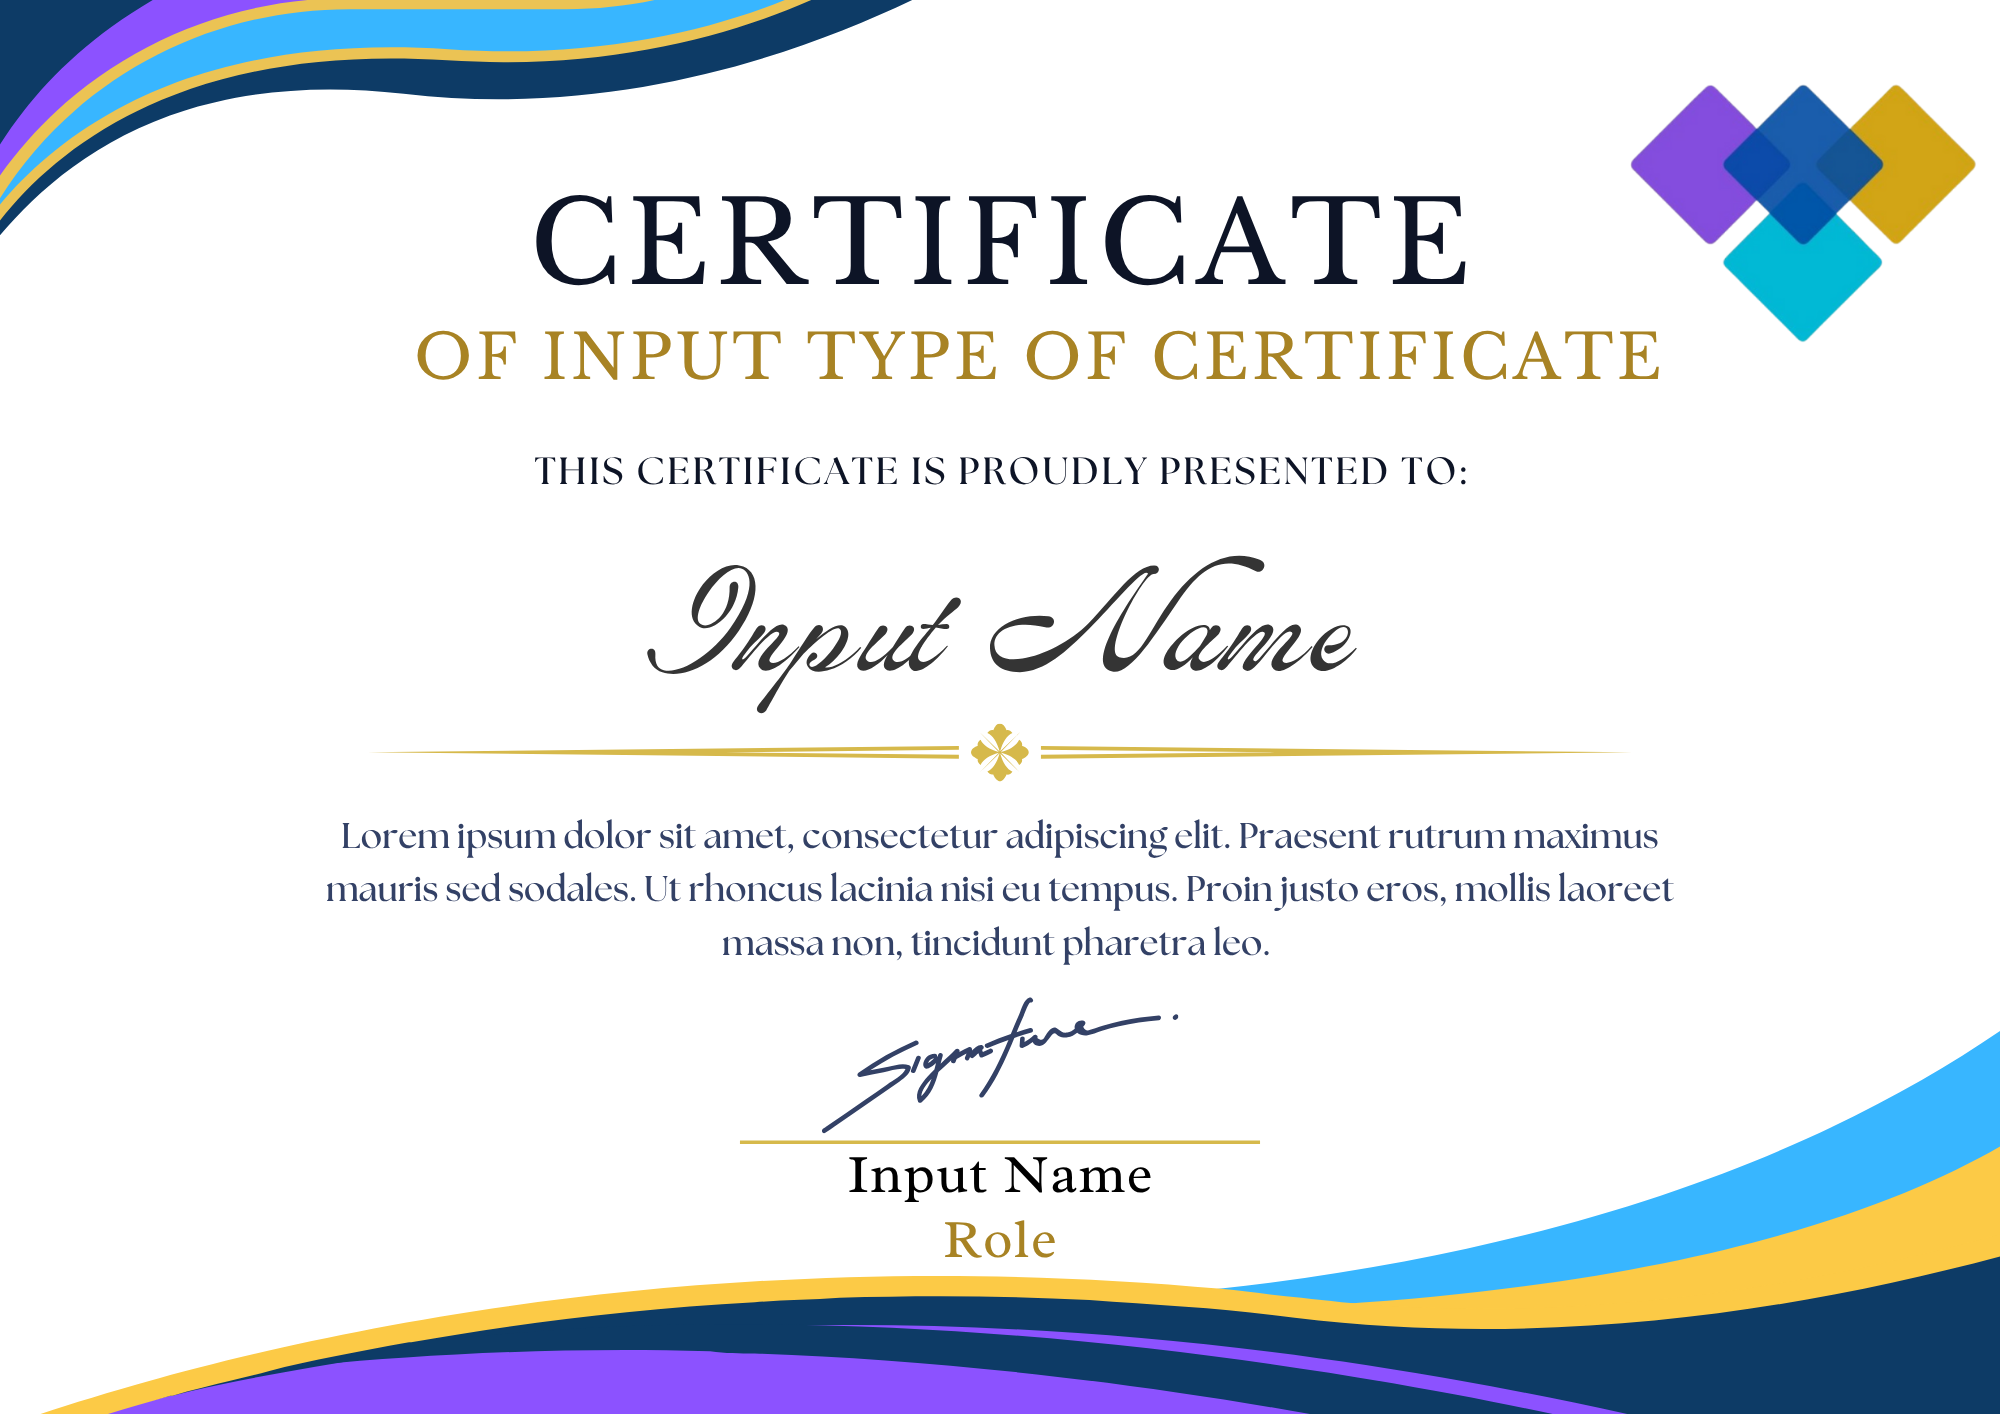 CERTIFICATE
OF INPUT TYPE OF CERTIFICATE
THIS CERTIFICATE IS PROUDLY PRESENTED TO:
Input Name
Lorem ipsum dolor sit amet, consectetur adipiscing elit. Praesent rutrum maximus
mauris sed sodales. Ut rhoncus lacinia nisi eu tempus. Proin justo eros, mollis laoreet
massa non, tincidunt pharetra leo.
Signature.
Input Name
Role